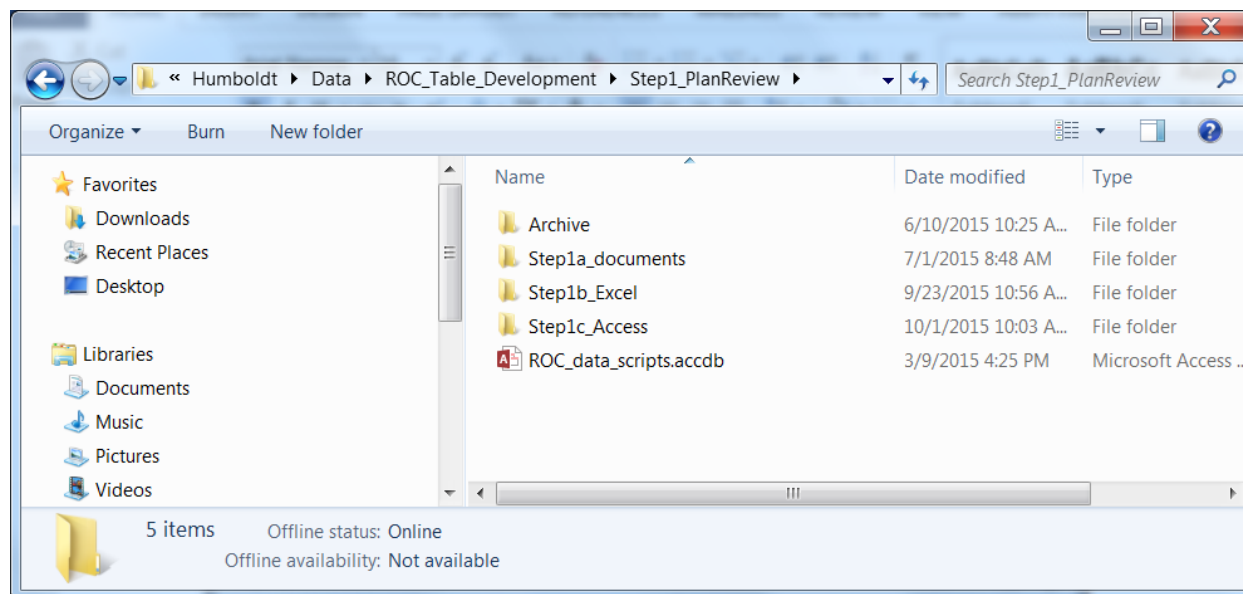 « Humboldt ▸ Data ▸ ROC_Table_Development ▸ Step1_PlanReview ▸ Search Step1_PlanReview
Organize Burn New folder
Favorites
Downloads
Recent Places
Desktop
Libraries
Documents
Music
Pictures
Videos
Name Date modified Type
Archive 6/10/2015 10:25 A... File folder
Step1a_documents 7/1/2015 8:48 AM File folder
Step1b_Excel 9/23/2015 10:56 A... File folder
Step1c_Access 10/1/2015 10:03 A... File folder
ROC_data_scripts.accdb 3/9/2015 4:25 PM Microsoft Access ..
5 items Offline status: Online
Offline availability: Not available